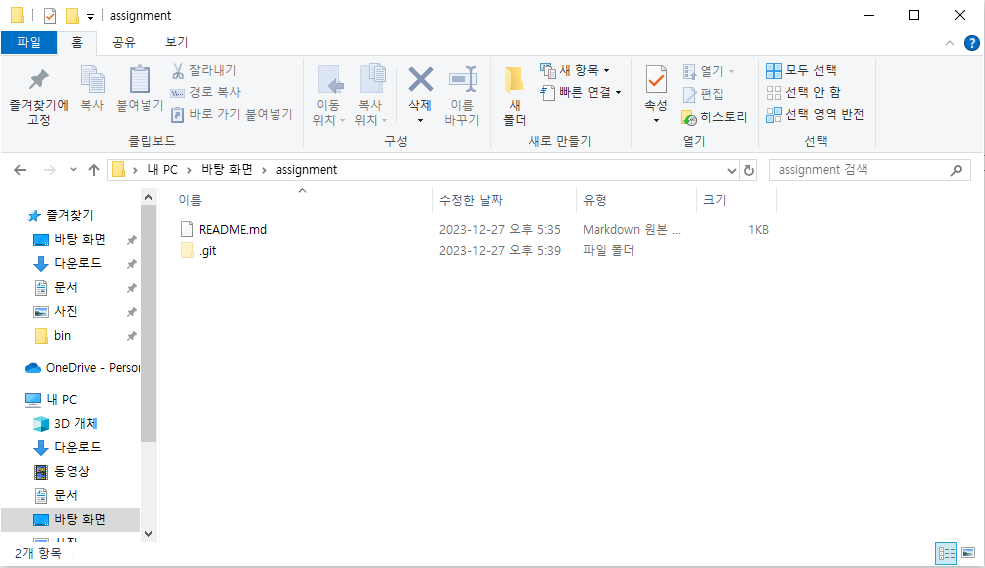 assignment
파일 홈 공유 보기
즐겨찾기에 고정
복사
붙여넣기
잘라내기
경로 복사
바로 가기 붙여넣기
클립보드
이동 위치
복사 위치
삭제
이름 바꾸기
구성
새 폴더
새 항목
빠른 연결
새로 만들기
속성
열기
편집
히스토리
열기
모두 선택
선택 안 함
선택 영역 반전
선택
내 PC > 바탕 화면 > assignment
assignment 검색
이름 수정한 날짜 유형 크기
README.md 2023-12-27 오후 5:35 Markdown 원본 ... 1KB
.git 2023-12-27 오후 5:39 파일 폴더
즐겨찾기
바탕 화면
다운로드
문서
사진
bin
OneDrive - Person
내 PC
3D 개체
다운로드
동영상
문서
바탕 화면
2개 항목